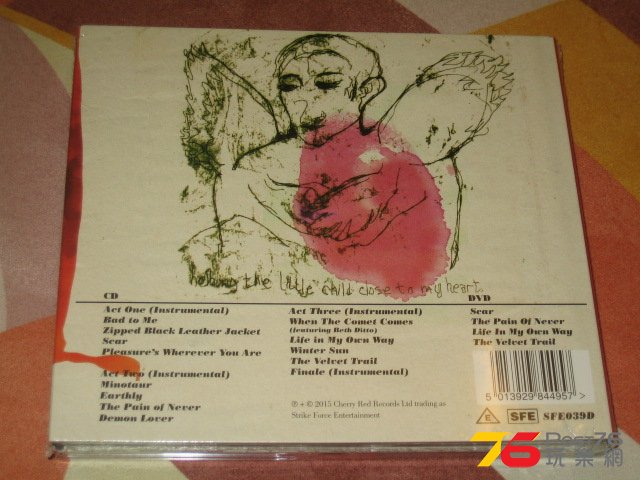 holding the little child close to my heart.
CD
Act One (Instrumental)
Bad to Me
Zipped Black Leather Jacket
Scar
Pleasure's Wherever You Are
Act Two (Instrumental)
Minotaur
Earthly
The Pain of Never
Demon Lover
Act Three (Instrumental)
When The Comet Comes
(featuring Beth Ditto)
Life in My Own Way
Winter Sun
The Velvet Trail
Finale (Instrumental)
℗ + © 2015 Cherry Red Records Ltd trading as
Strike Force Entertainment
DVD
Scar
The Pain Of Never
Life In My Own Way
The Velvet Trail
5 013929 844957 >
E SFE SFE039D
76 Post76
玩樂網